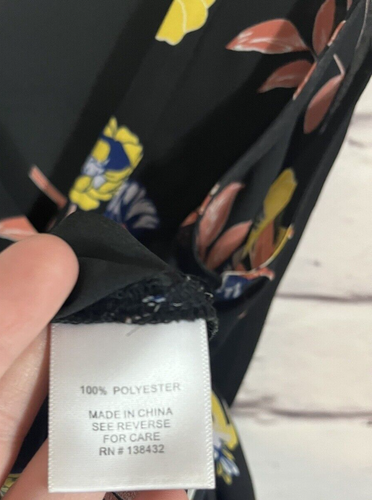 100% POLYESTER
MADE IN CHINA
SEE REVERSE
FOR CARE
RN # 138432